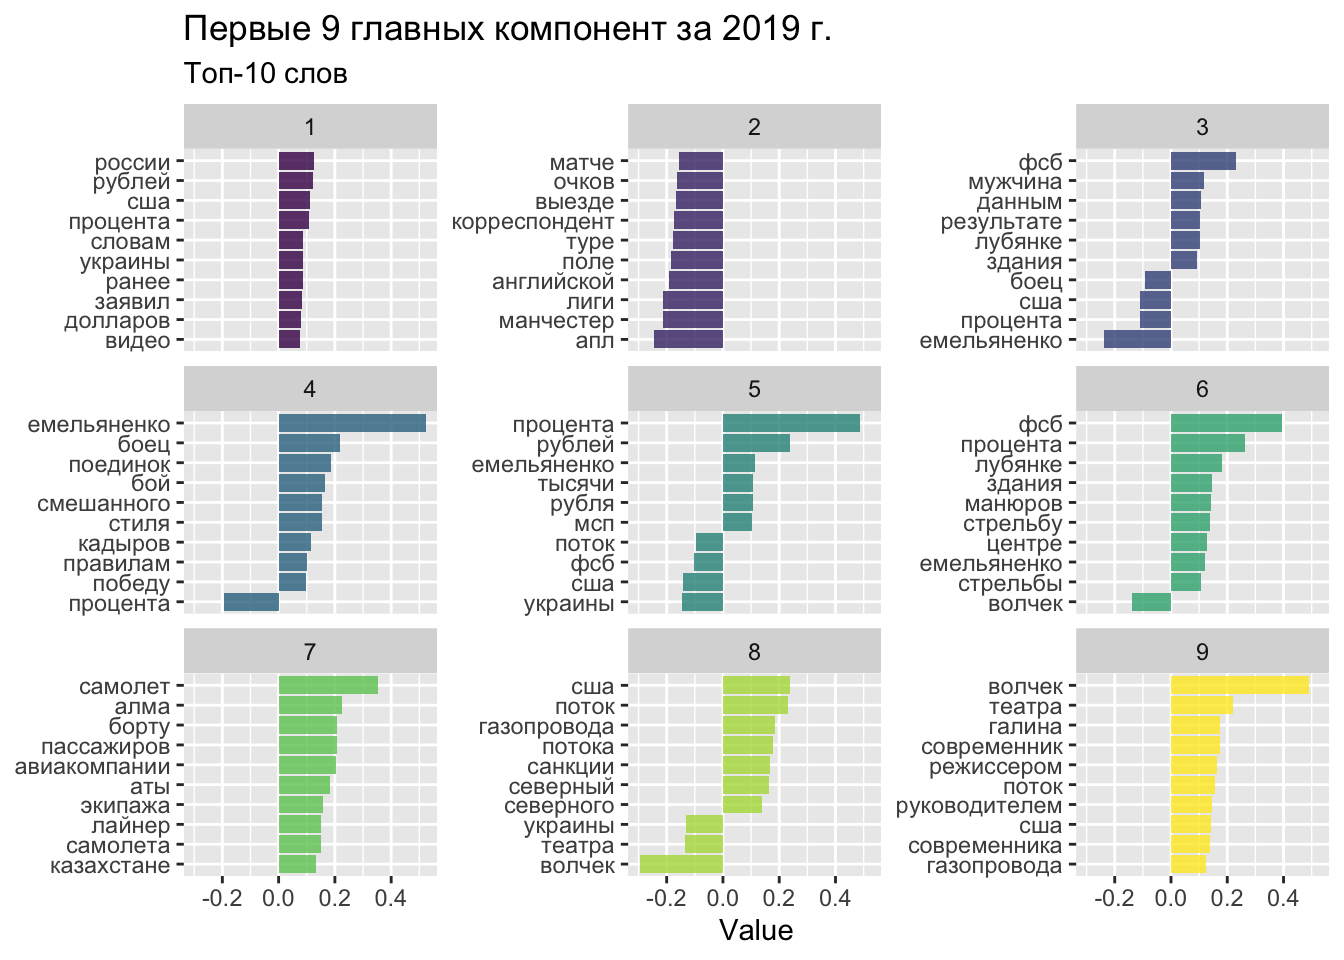 Первые 9 главных компонент за 2019 г.
Топ-10 слов
1
россии
рублей
сша
процента
словам
украины
ранее
заявил
долларов
видео
2
матче
очков
выезде
корреспондент
туре
поле
английской
лиги
манчестер
апл
3
фсб
мужчина
данным
результате
лубянке
здания
боец
сша
процента
емельяненко
4
емельяненко
боец
поединок
бой
смешанного
стиля
кадыров
правилам
победу
процента
5
процента
рублей
емельяненко
тысячи
рубля
мсп
поток
фсб
сша
украины
6
фсб
процента
лубянке
здания
манюров
стрельбу
центре
емельяненко
стрельбы
волчек
7
самолет
алма
борту
пассажиров
авиакомпании
аты
экипажа
лайнер
самолета
казахстане
8
сша
поток
газопровода
потока
санкции
северный
северного
украины
театра
волчек
9
волчек
театра
галина
современник
режиссером
поток
руководителем
сша
современника
газопровода
-0.2 0.0 0.2 0.4
-0.2 0.0 0.2 0.4
-0.2 0.0 0.2 0.4
Value